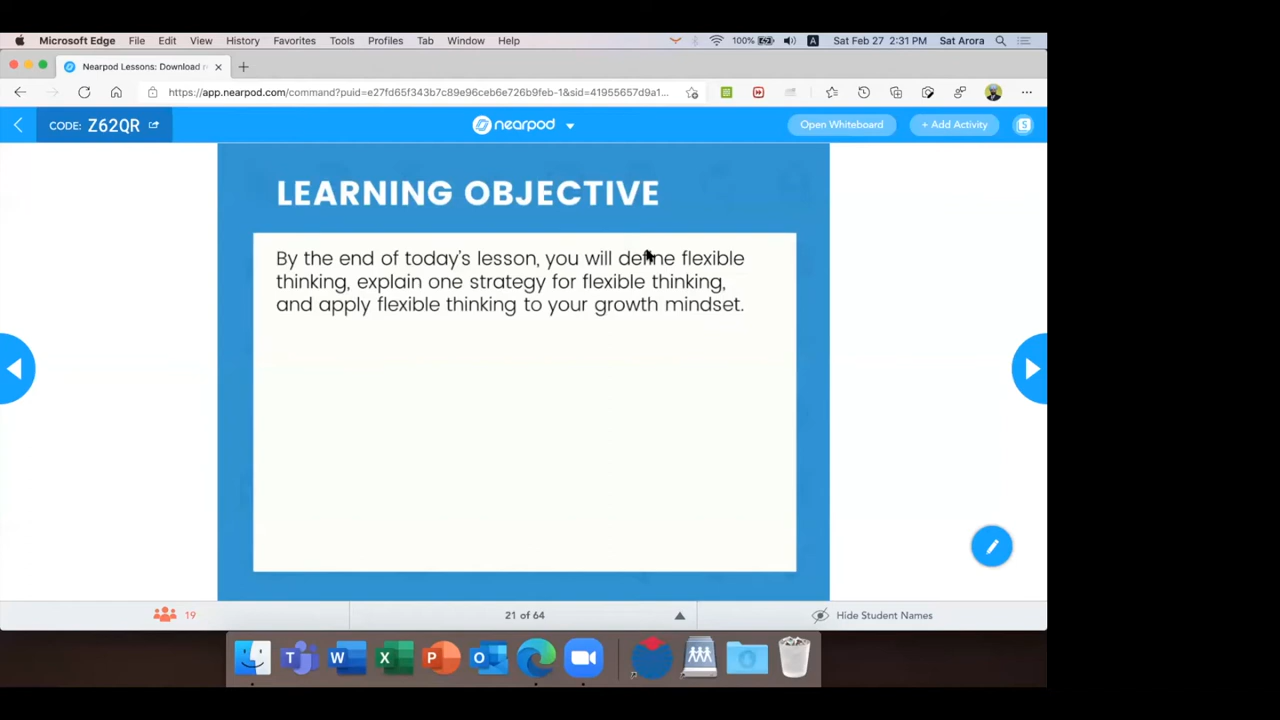 Microsoft Edge File Edit View History Favorites Tools Profiles Tab Window Help 100% A Sat Feb 27 2:31 PM Sat Arora
Nearpod Lessons: Download r
https://app.nearpod.com/command?puid=e27fd65f343b7c89e96ceb6e726b9feb-1&sid=41955657d9a1...
CODE: Z62QR nearpod Open Whiteboard + Add Activity S
LEARNING OBJECTIVE
By the end of today's lesson, you will define flexible
thinking, explain one strategy for flexible thinking,
and apply flexible thinking to your growth mindset.
19 21 of 64 Hide Student Names
T W X P O